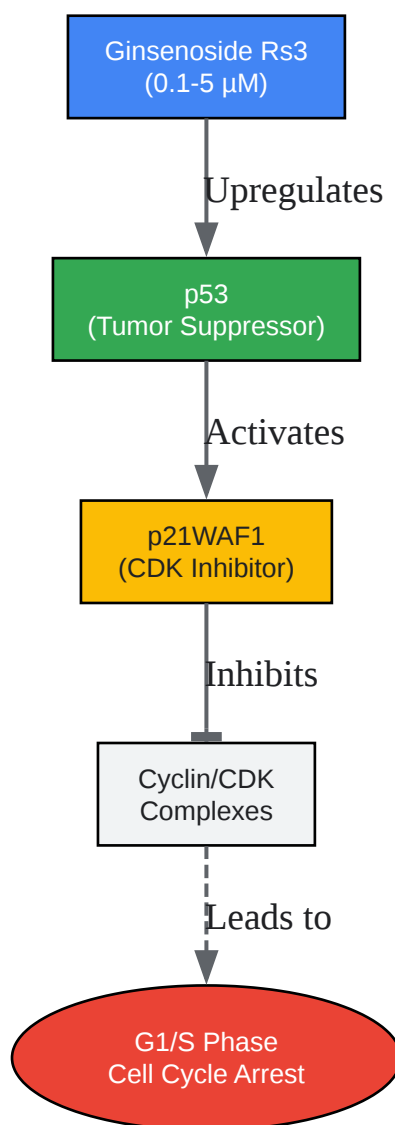 Ginsenoside Rs3
(0.1-5 µM)
Upregulates
p53
(Tumor Suppressor)
Activates
p21WAF1
(CDK Inhibitor)
Inhibits
Cyclin/CDK
Complexes
Leads to
G1/S Phase
Cell Cycle Arrest